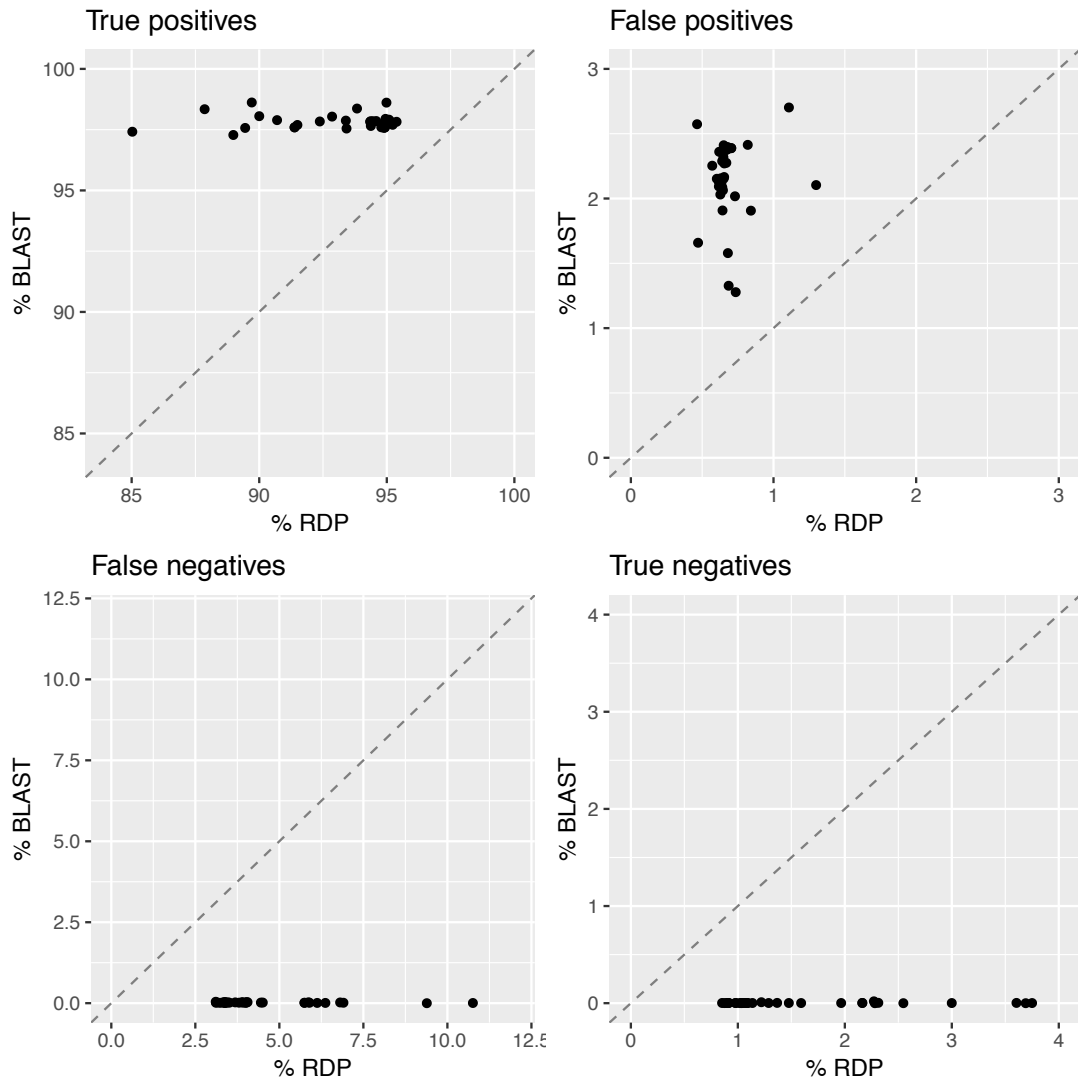 True positives
100
95
90
85
% BLAST
85 90 95 100
% RDP
False positives
3
2
1
0
% BLAST
0 1 2 3
% RDP
False negatives
12.5
10.0
7.5
5.0
2.5
0.0
% BLAST
0.0 2.5 5.0 7.5 10.0 12.5
% RDP
True negatives
4
3
2
1
0
% BLAST
0 1 2 3 4
% RDP